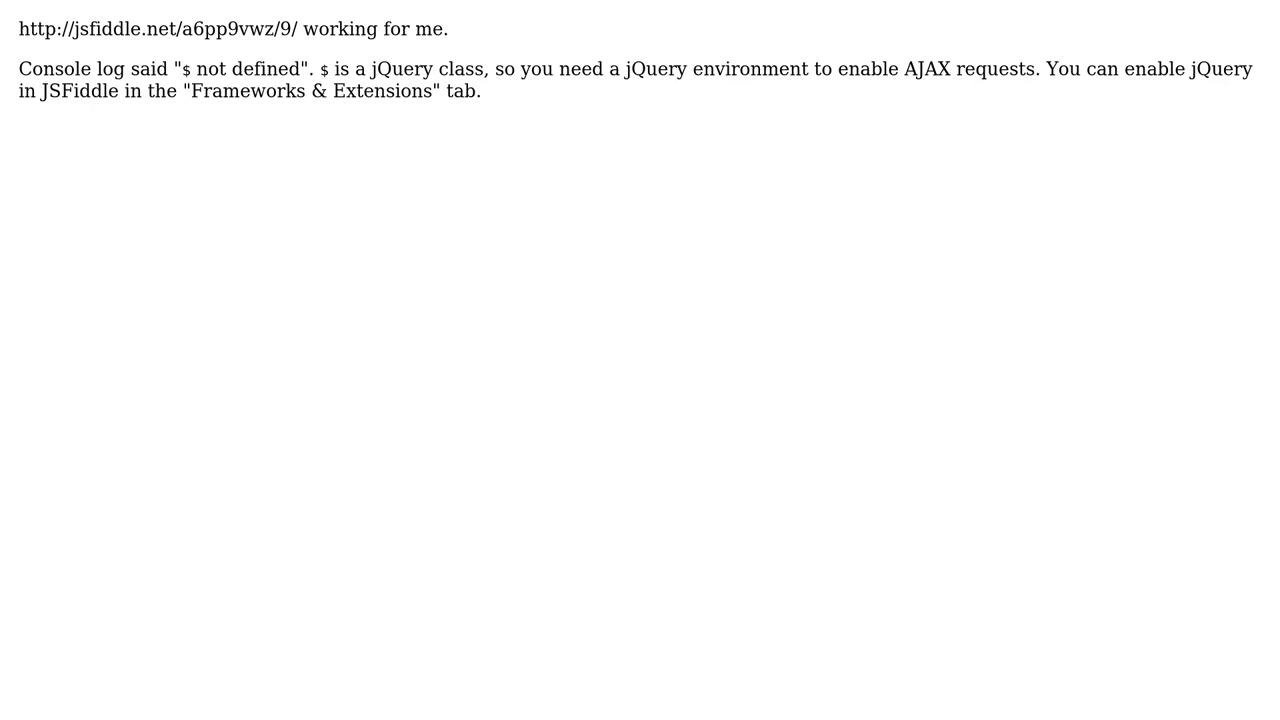 http://jsfiddle.net/a6pp9vwz/9/ working for me.
Console log said "$ not defined". $ is a jQuery class, so you need a jQuery environment to enable AJAX requests. You can enable jQuery
in JSFiddle in the "Frameworks & Extensions" tab.